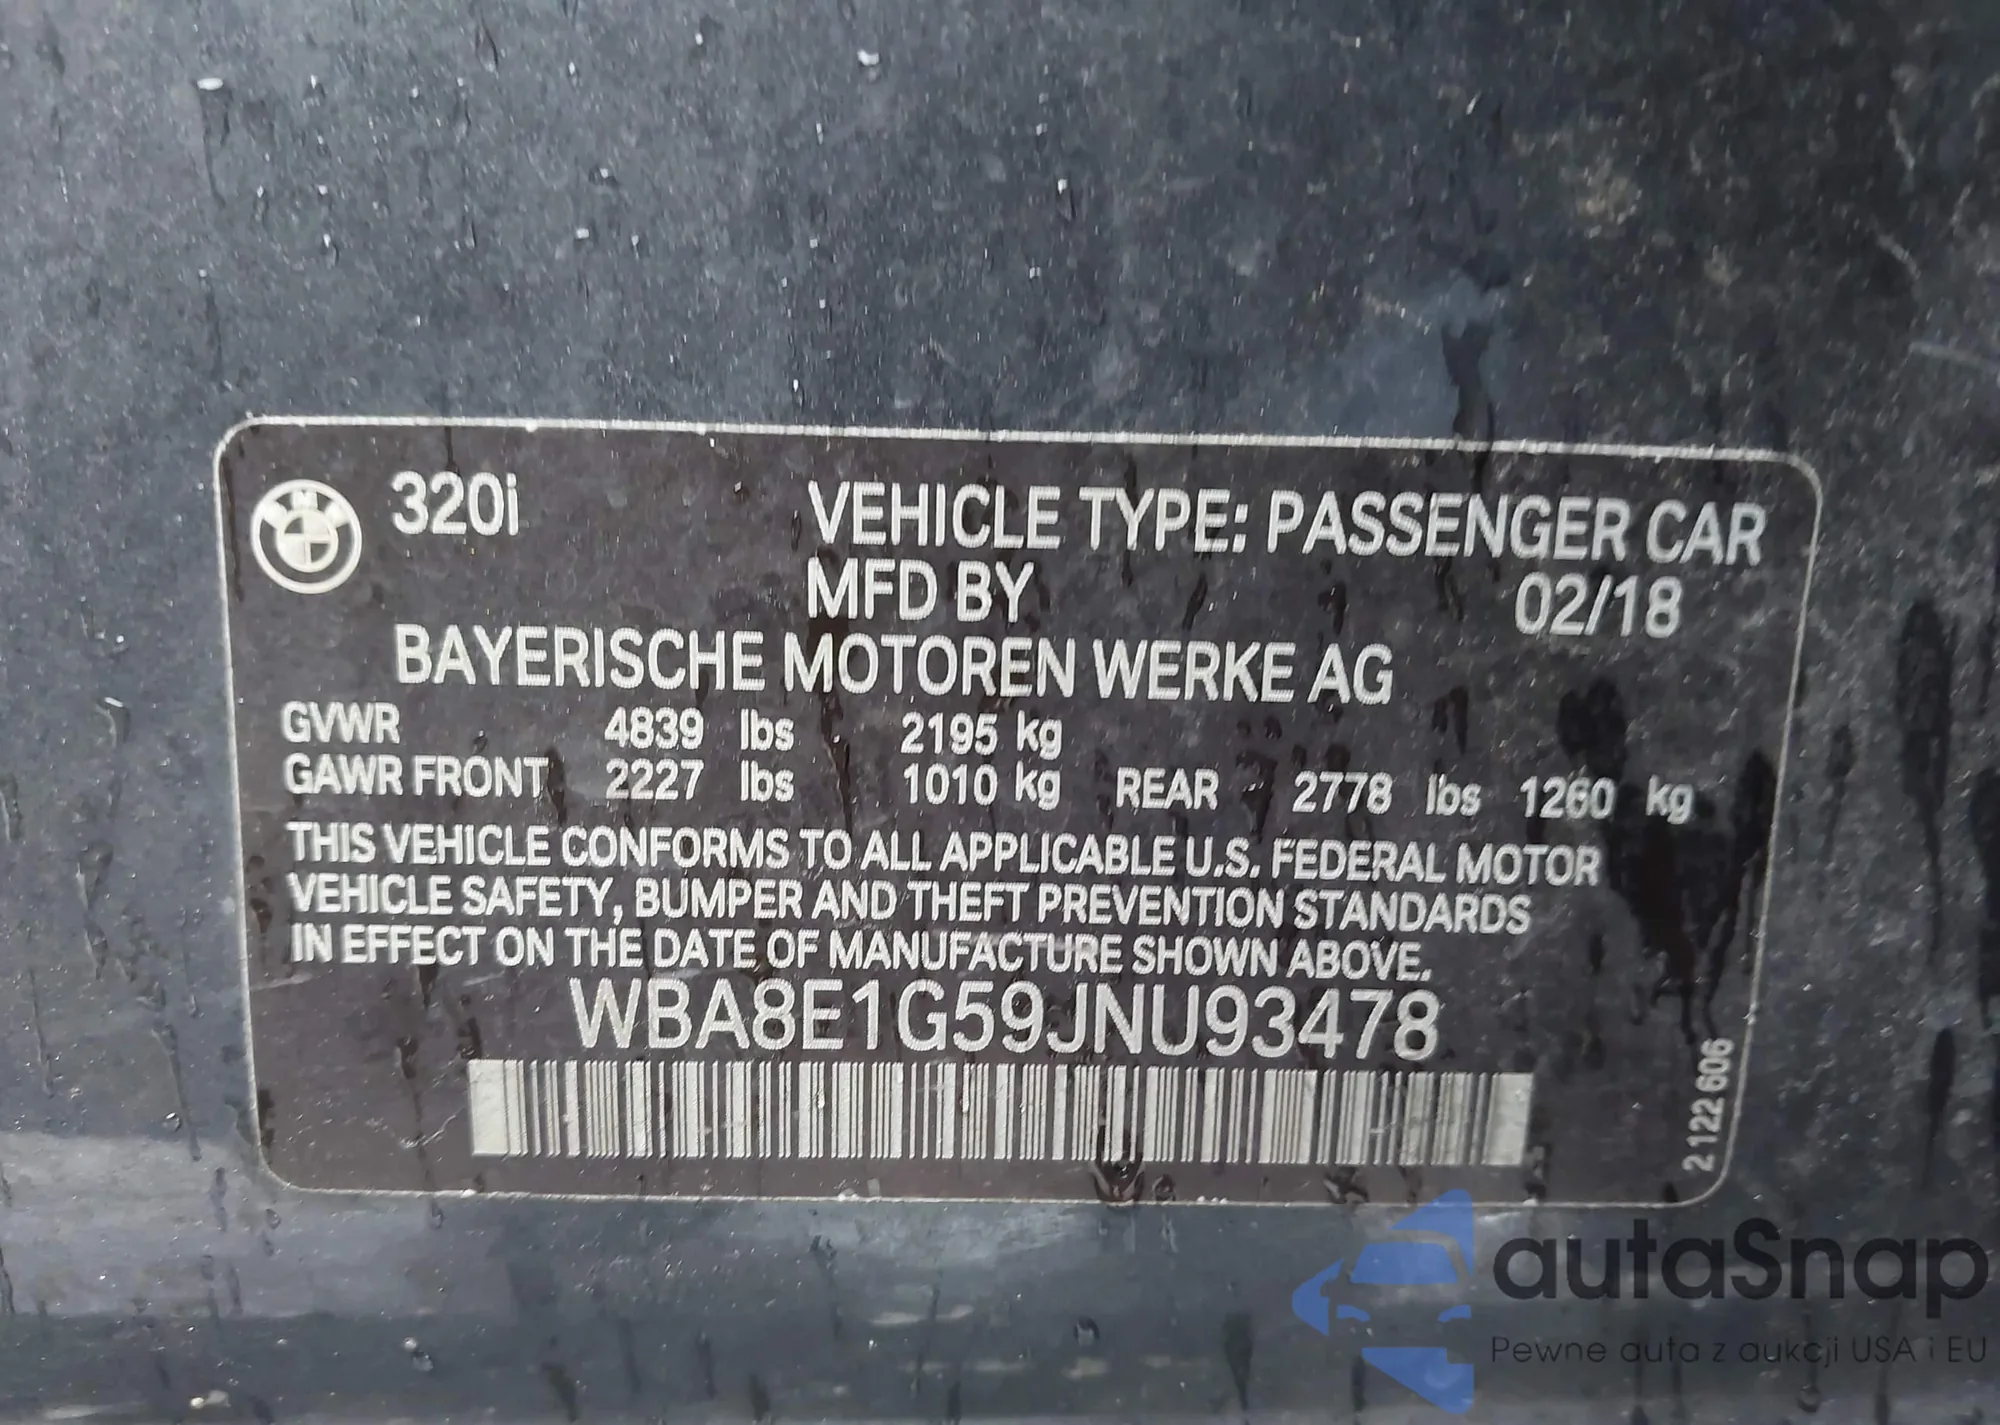 320i VEHICLE TYPE: PASSENGER CAR
MFD BY 02/18
BAYERISCHE MOTOREN WERKE AG
GVWR 4839 lbs 2195 kg
GAWR FRONT 2227 lbs 1010 kg REAR 2778 lbs 1260 kg
THIS VEHICLE CONFORMS TO ALL APPLICABLE U.S. FEDERAL MOTOR
VEHICLE SAFETY, BUMPER AND THEFT PREVENTION STANDARDS
IN EFFECT ON THE DATE OF MANUFACTURE SHOWN ABOVE.
WBA8E1G59JNU93478
2 122 606
autaSnap
Pewne auta z aukcji USA i EU